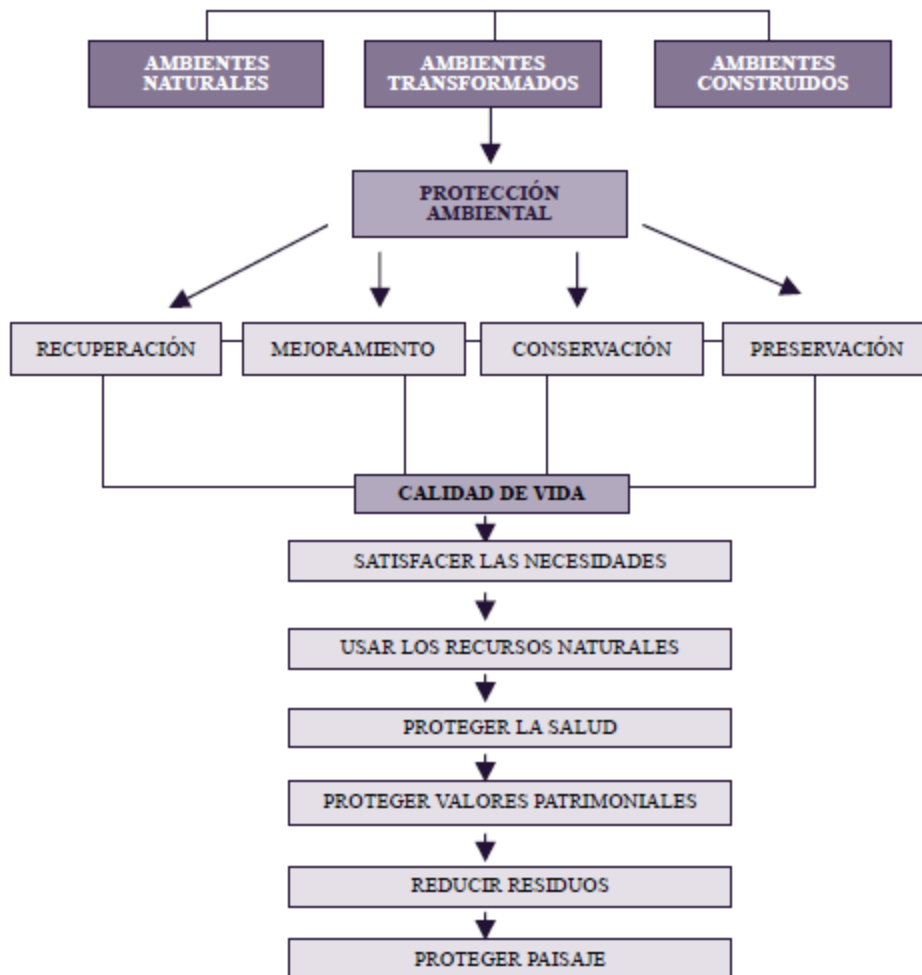 AMBIENTES
NATURALES
AMBIENTES
TRANSFORMADOS
AMBIENTES
CONSTRUIDOS
PROTECCIÓN
AMBIENTAL
RECUPERACIÓN
MEJORAMIENTO
CONSERVACIÓN
PRESERVACIÓN
CALIDAD DE VIDA
SATISFACER LAS NECESIDADES
USAR LOS RECURSOS NATURALES
PROTEGER LA SALUD
PROTEGER VALORES PATRIMONIALES
REDUCIR RESIDUOS
PROTEGER PAISAJE